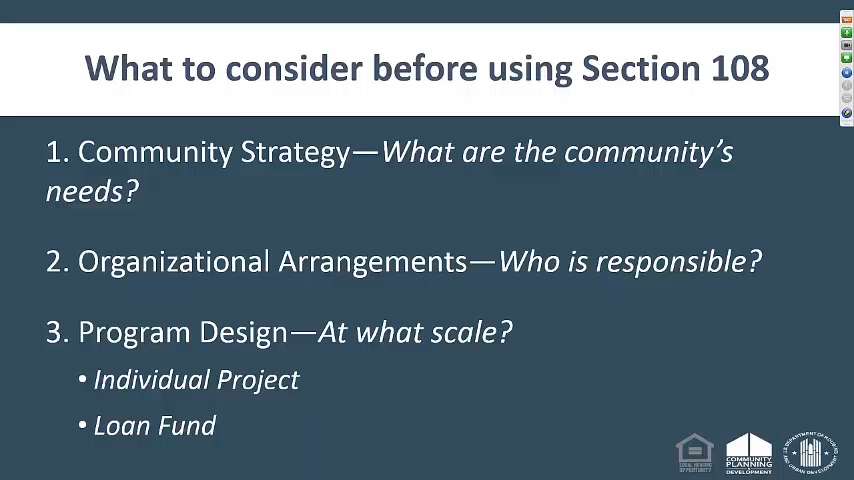 What to consider before using Section 108
1. Community Strategy—What are the community's
needs?
2. Organizational Arrangements—Who is responsible?
3. Program Design—At what scale?
• Individual Project
• Loan Fund
COMMUNITY
PLANNING
DEVELOPMENT